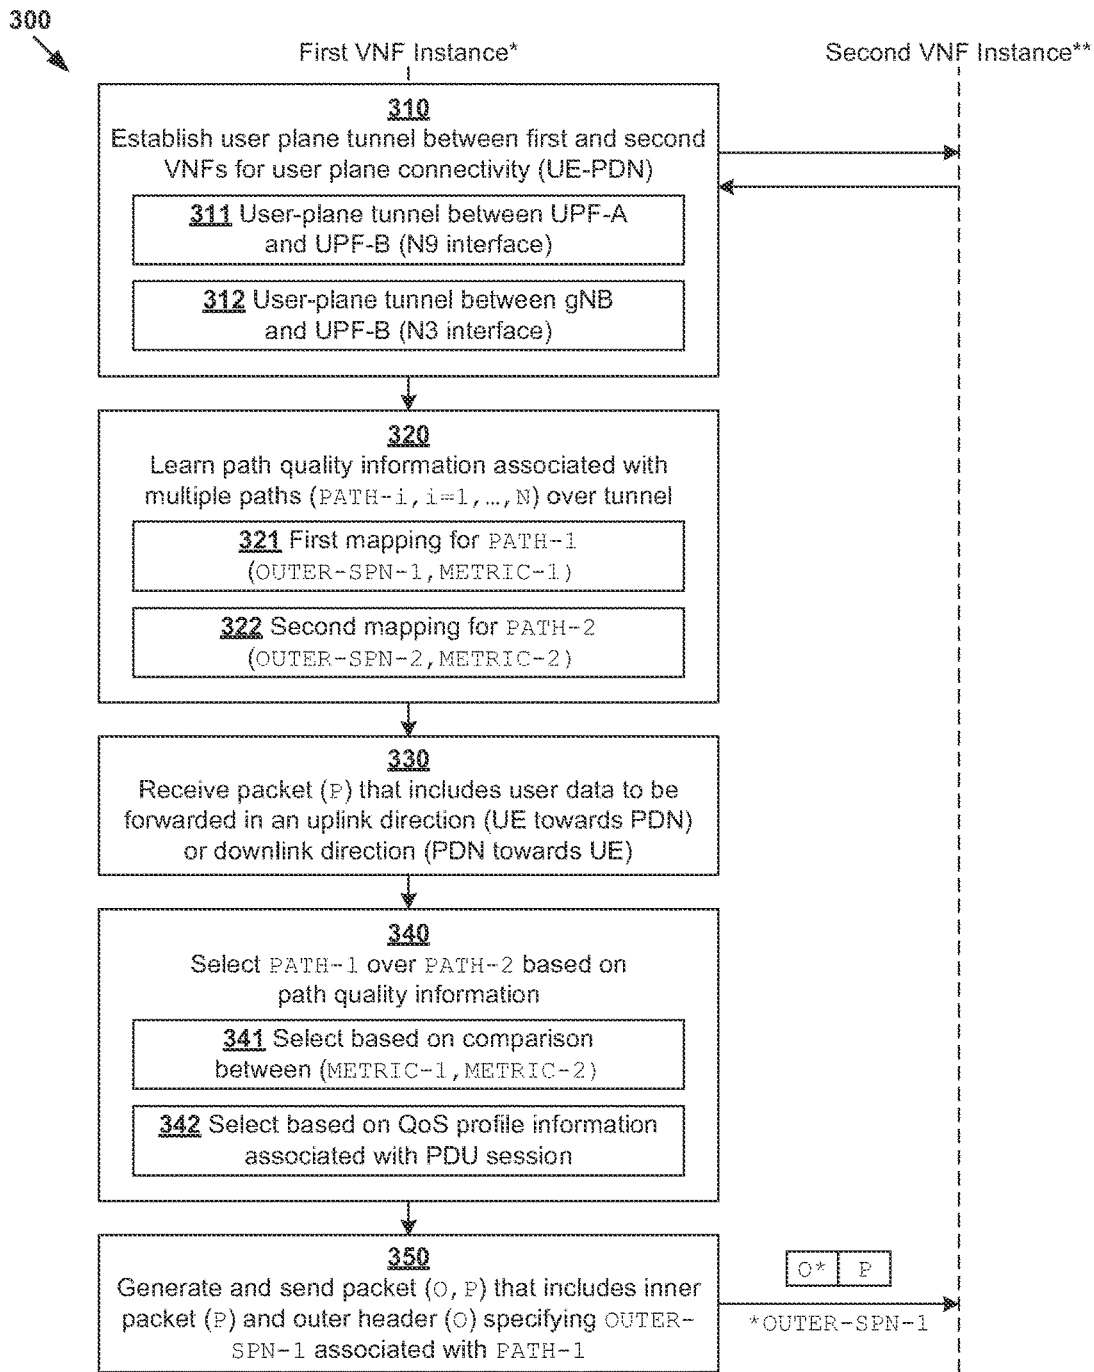 300
First VNF Instance*
Second VNF Instance**
310
Establish user plane tunnel between first and second
VNFs for user plane connectivity (UE-PDN)
311 User-plane tunnel between UPF-A
and UPF-B (N9 interface)
312 User-plane tunnel between gNB
and UPF-B (N3 interface)
320
Learn path quality information associated with
multiple paths (PATH-i, i=1,…, N) over tunnel
321 First mapping for PATH-1
(OUTER-SPN-1, METRIC-1)
322 Second mapping for PATH-2
(OUTER-SPN-2, METRIC-2)
330
Receive packet (P) that includes user data to be
forwarded in an uplink direction (UE towards PDN)
or downlink direction (PDN towards UE)
340
Select PATH-1 over PATH-2 based on
path quality information
341 Select based on comparison
between (METRIC-1, METRIC-2)
342 Select based on QoS profile information
associated with PDU session
350
Generate and send packet (O, P) that includes inner
packet (P) and outer header (O) specifying OUTER-
SPN-1 associated with PATH-1
O* P
*OUTER-SPN-1